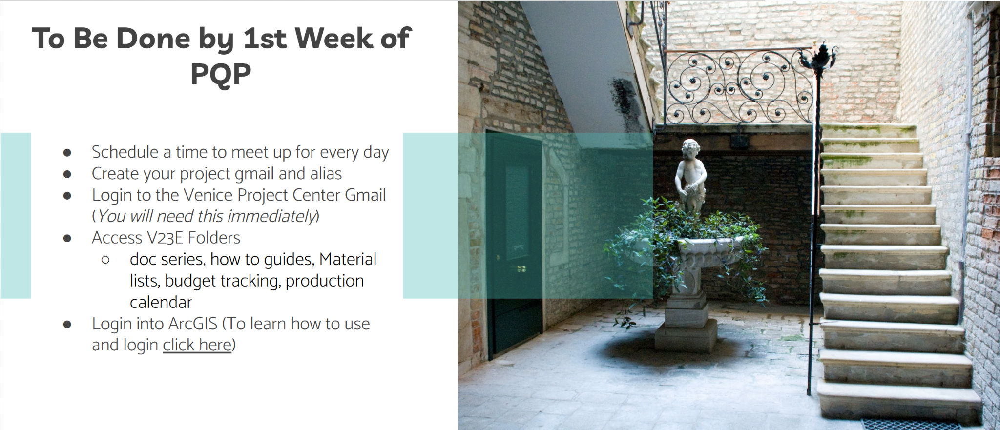 To Be Done by 1st Week of
PQP
● Schedule a time to meet up for every day
● Create your project gmail and alias
● Login to the Venice Project Center Gmail
(You will need this immediately)
● Access V23E Folders
○ doc series, how to guides, Material
lists, budget tracking, production
calendar
● Login into ArcGIS (To learn how to use
and login click here)